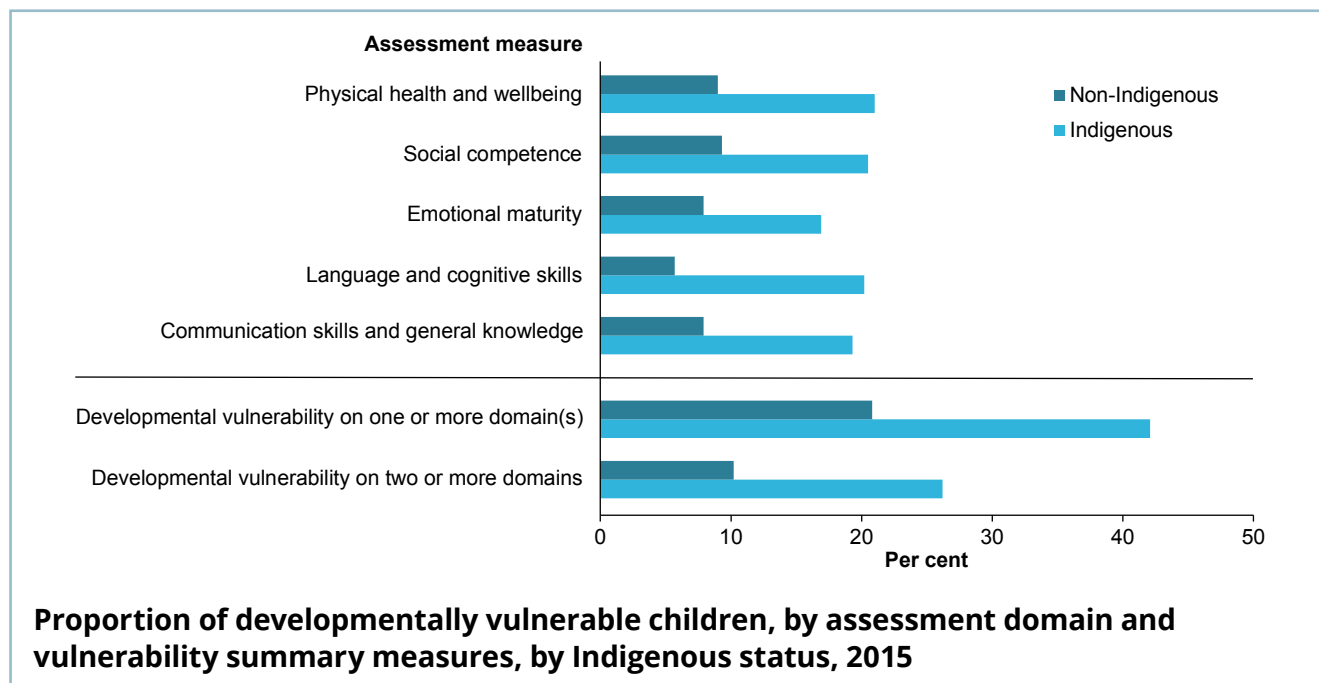 Assessment measure
Physical health and wellbeing
Social competence
Emotional maturity
Language and cognitive skills
Communication skills and general knowledge
Developmental vulnerability on one or more domain(s)
Developmental vulnerability on two or more domains
Non-Indigenous
Indigenous
0 10 20 30 40 50
Per cent
Proportion of developmentally vulnerable children, by assessment domain and
vulnerability summary measures, by Indigenous status, 2015